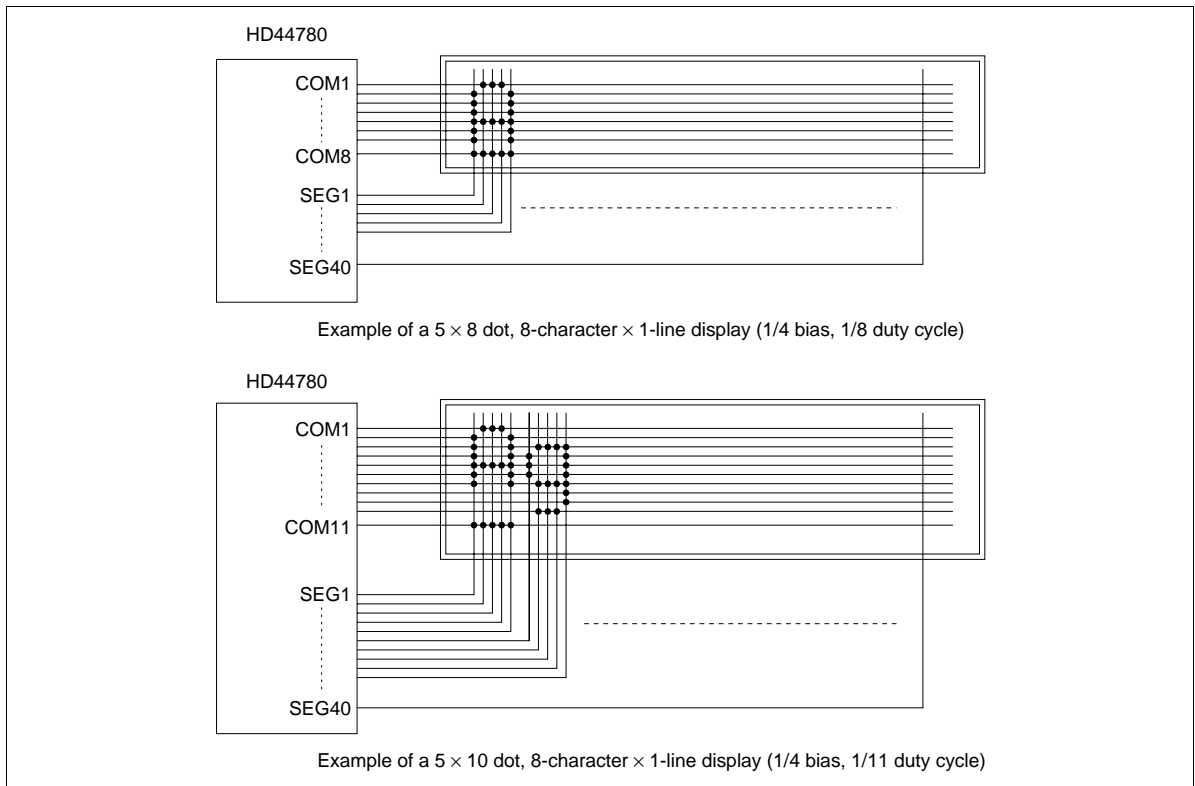 HD44780
COM1
COM8
SEG1
SEG40
Example of a 5 × 8 dot, 8-character × 1-line display (1/4 bias, 1/8 duty cycle)
HD44780
COM1
COM11
SEG1
SEG40
Example of a 5 × 10 dot, 8-character × 1-line display (1/4 bias, 1/11 duty cycle)